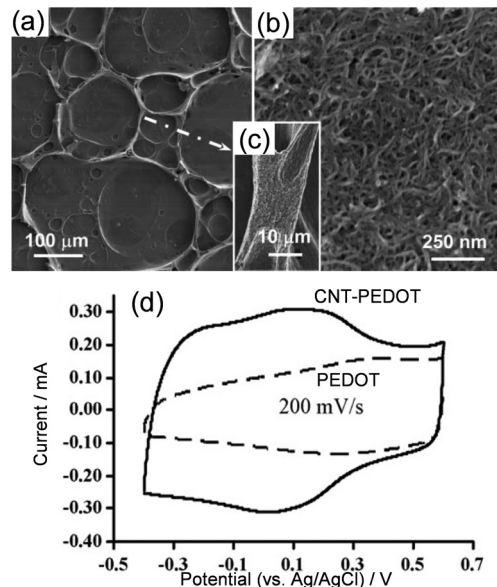 (a)
(b)
(c)
100 µm
10 µm
250 nm
(d)
CNT-PEDOT
PEDOT
200 mV/s
Current / mA
0.30
0.20
0.10
0.00
-0.10
-0.20
-0.30
-0.40
-0.5 -0.3 -0.1 0.1 0.3 0.5 0.7
Potential (vs. Ag/AgCl) / V